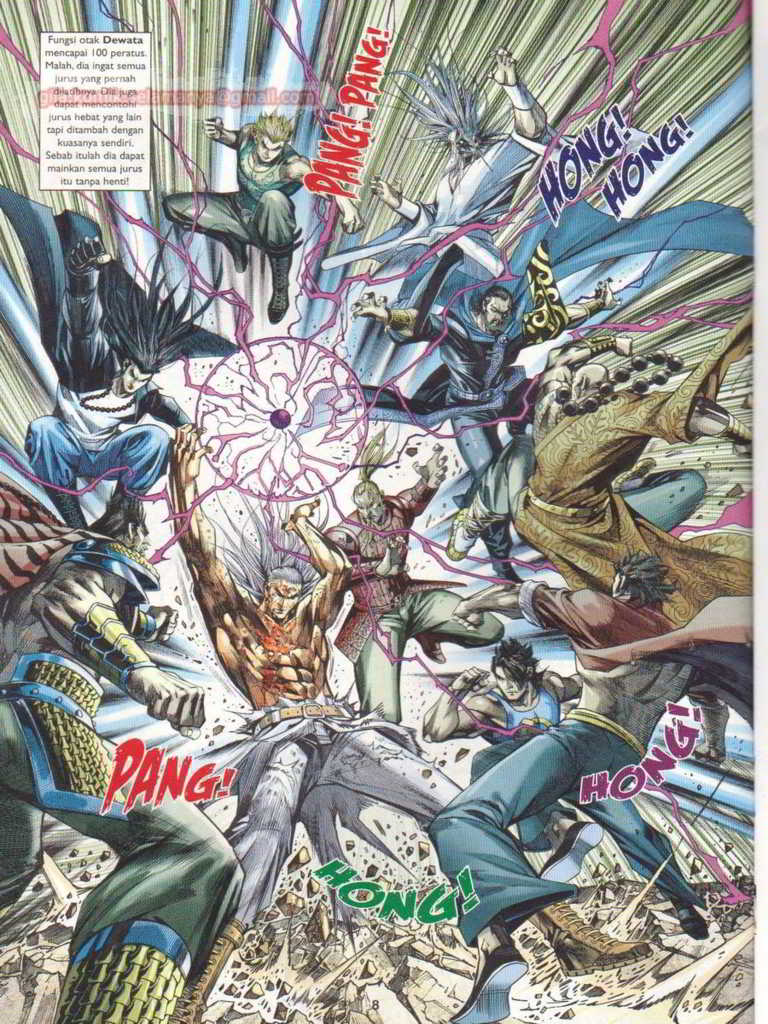 Fungsi otak Dewata
mencapai 100 peratus.
Malah, dia ingat semua
jurus yang pernah
dilatihnya. Dia juga
dapat mencontohi
jurus hebat yang lain
tapi ditambah dengan
kuasanya sendiri.
Sebab itulah dia dapat
mainkan semua jurus
itu tanpa henti!
PANG! PANG!
HONG!
HONG!
PANG!
HONG!
HONG!
8